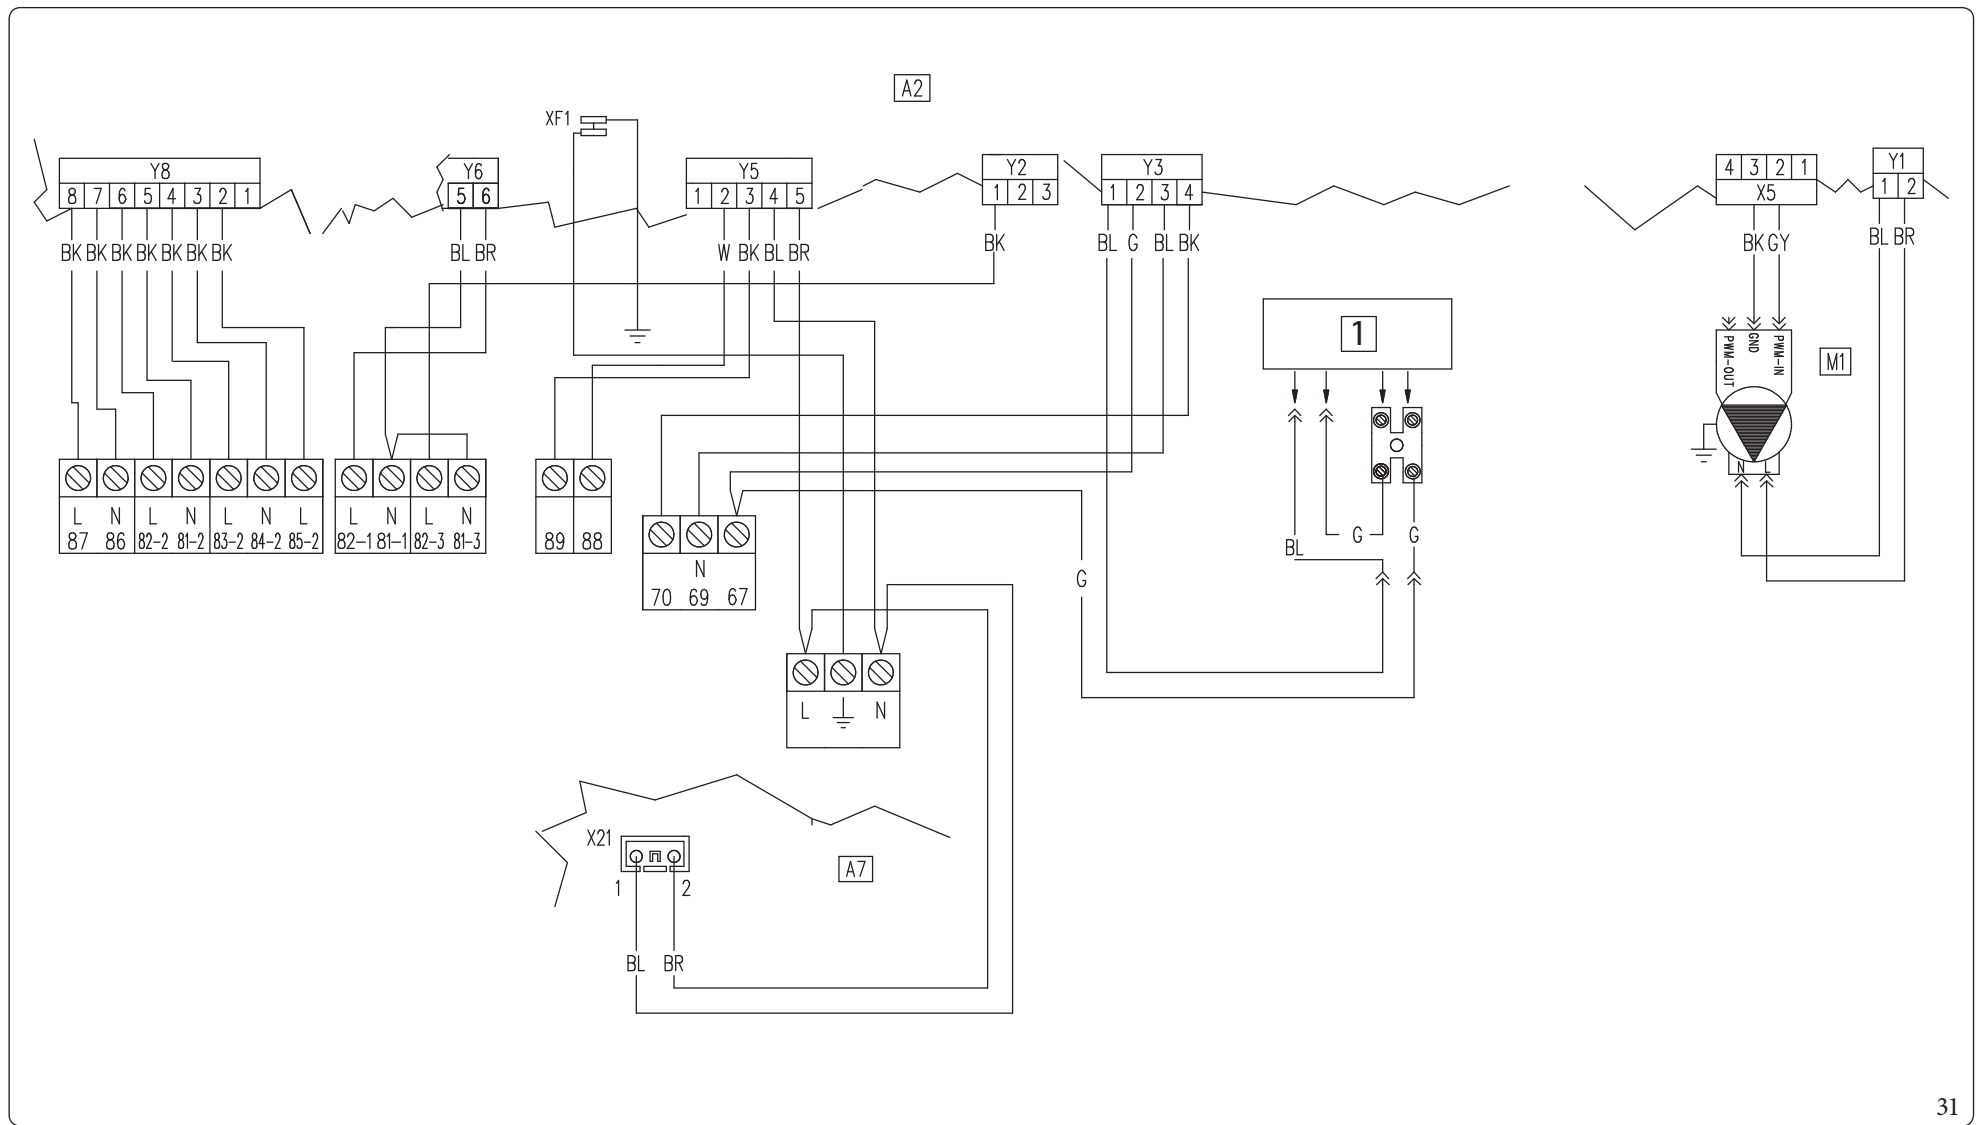 A2
XF1
Y8
8 7 6 5 4 3 2 1
Y6
5 6
Y5
1 2 3 4 5
Y2
1 2 3
Y3
1 2 3 4
4 3 2 1
X5
Y1
1 2
BK BK BK BK BK BK BK
BL BR
W BK BL BR
BK
BL G BL BK
BK GY
BL BR
1
PWM-OUT
GND
PWM-IN
M1
N L
L N L N L N L
87 86 82-2 81-2 83-2 84-2 85-2
L N L N
82-1 81-1 82-3 81-3
89 88
N
70 69 67
BL
G
G
G
L N
X21
1 2
A7
BL BR
31